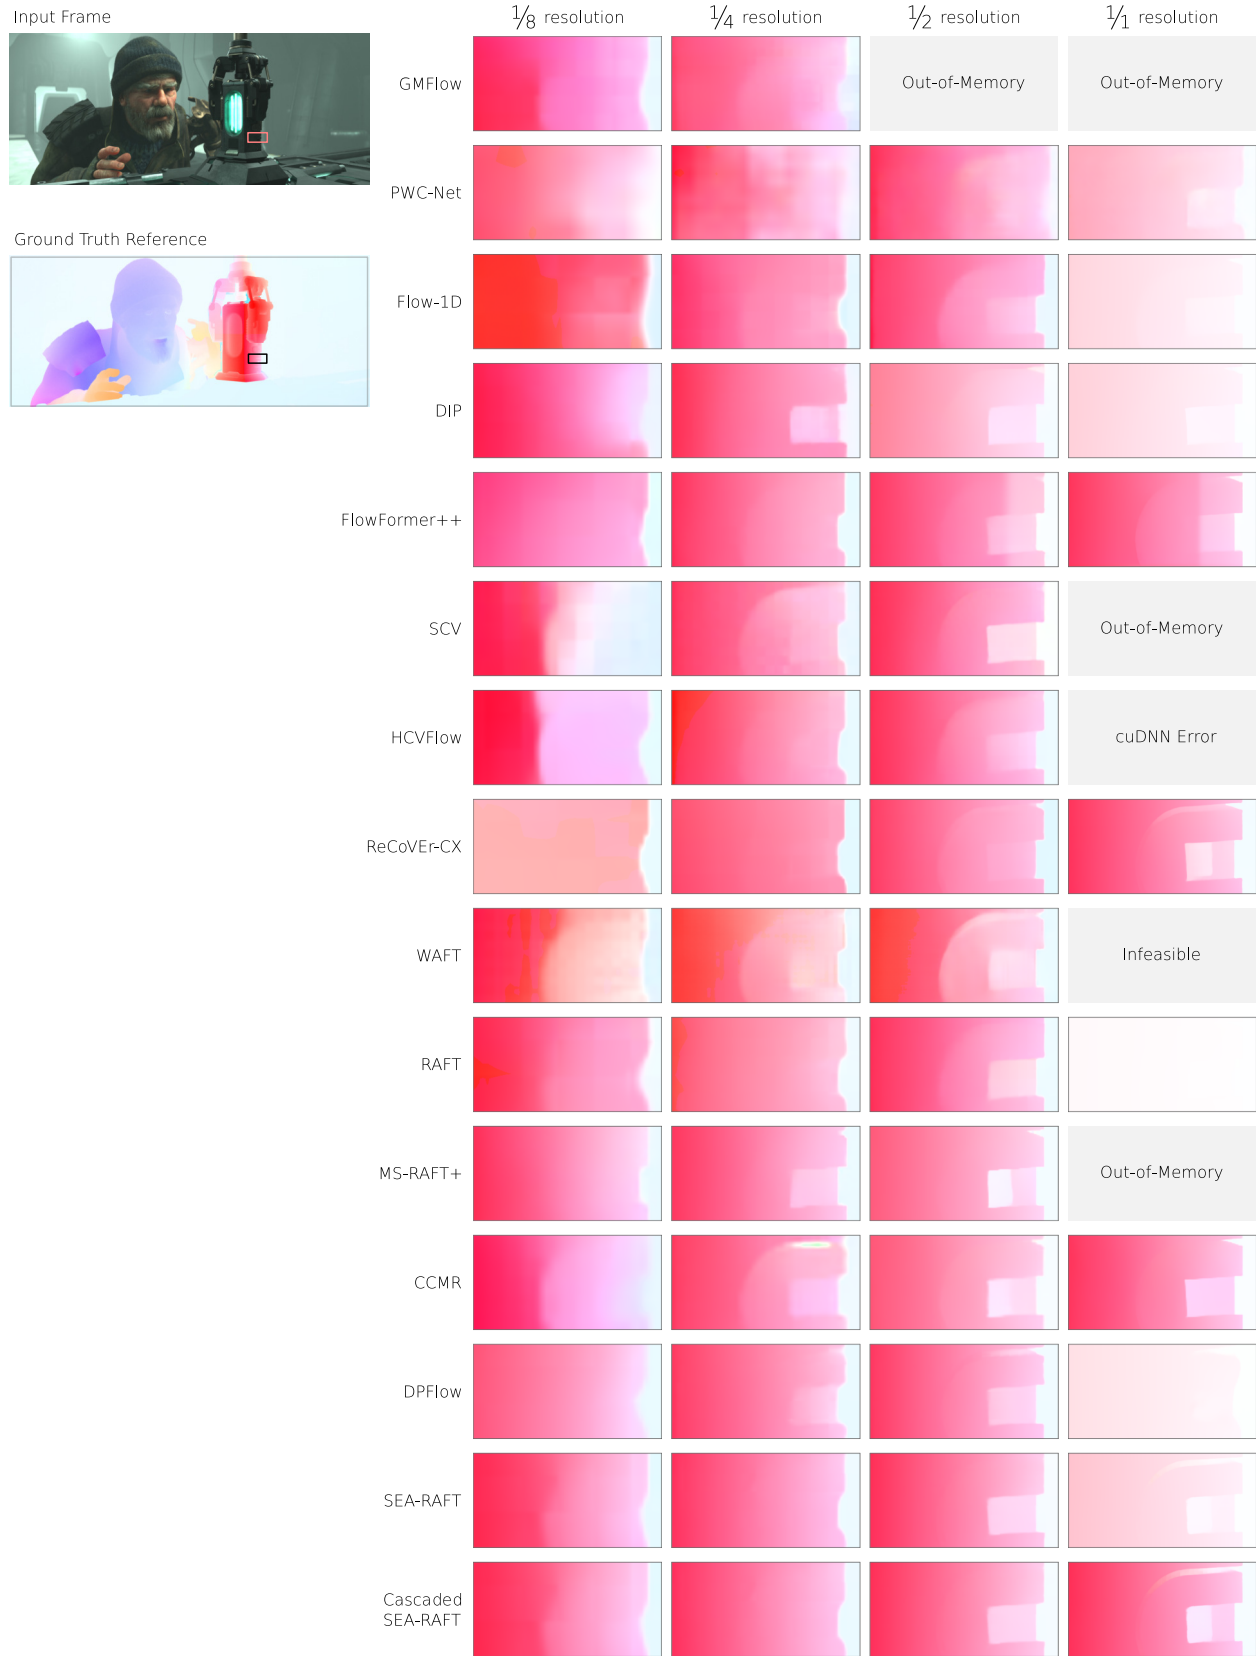 Input Frame
1/8 resolution
1/4 resolution
1/2 resolution
1/1 resolution
GMFlow
Out-of-Memory
Out-of-Memory
PWC-Net
Ground Truth Reference
Flow-1D
DIP
FlowFormer++
SCV
Out-of-Memory
HCVFlow
cuDNN Error
ReCoVEr-CX
WAFT
Infeasible
RAFT
MS-RAFT+
Out-of-Memory
CCMR
DPFlow
SEA-RAFT
Cascaded
SEA-RAFT